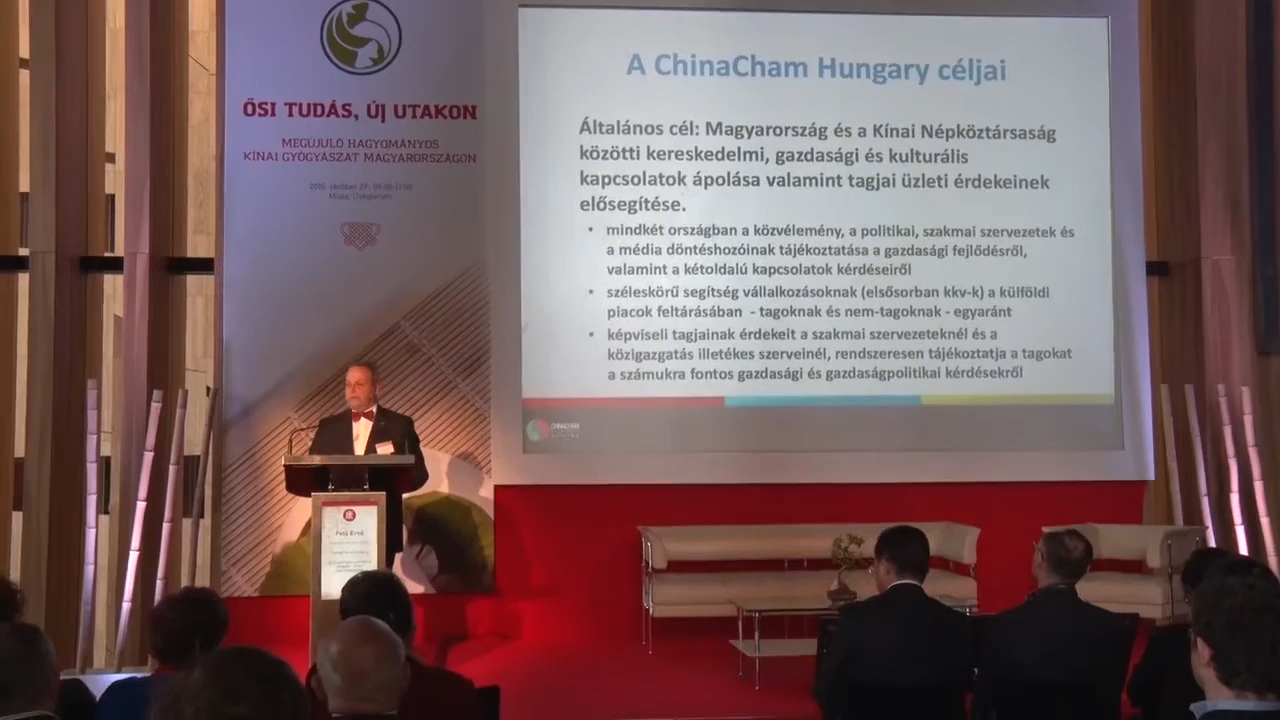 ŐSI TUDÁS, ÚJ UTAKON
MEGÚJULÓ HAGYOMÁNYOS
KÍNAI GYÓGYÁSZAT MAGYARORSZÁGON
A ChinaCham Hungary céljai
Általános cél: Magyarország és a Kínai Népköztársaság
közötti kereskedelmi, gazdasági és kulturális
kapcsolatok ápolása valamint tagjai üzleti érdekeinek
elősegítése.
• mindkét országban a közvélemény, a politikai, szakmai szervezetek és
a média döntéshozóinak tájékoztatása a gazdasági fejlődésről,
valamint a kétoldalú kapcsolatok kérdéseiről
• széleskörű segítség vállalkozásoknak (elsősorban kkv-k) a külföldi
piacok feltárásában - tagoknak és nem-tagoknak - egyaránt
• képviseli tagjainak érdekeit a szakmai szervezeteknél és a
közigazgatás illetékes szerveinél, rendszeresen tájékoztatja a tagokat
a számukra fontos gazdasági és gazdaságpolitikai kérdésekről
CHINACHAM
Pető Ernő